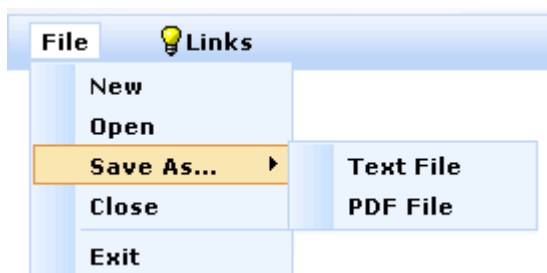 File Links
New
Open
Save As...
Text File
Close
PDF File
Exit